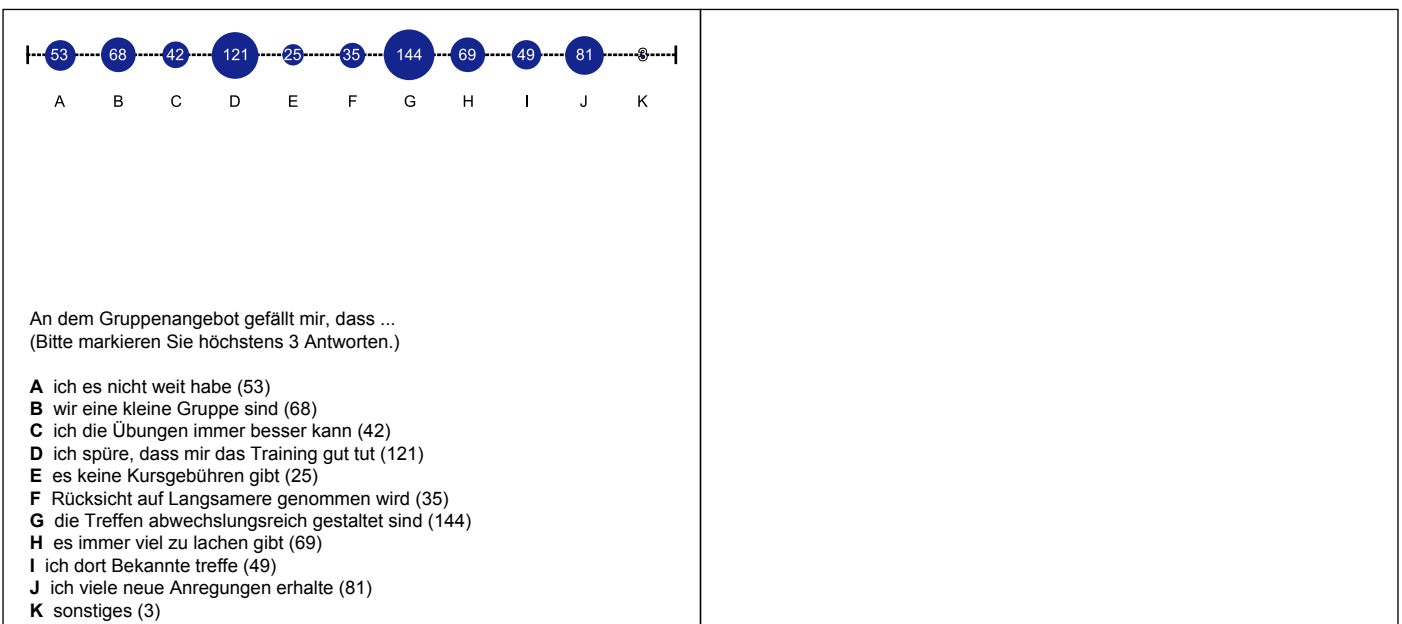 53 68 42 121 25 35 144 69 49 81 3
A B C D E F G H I J K
An dem Gruppenangebot gefällt mir, dass ...
(Bitte markieren Sie höchstens 3 Antworten.)
A ich es nicht weit habe (53)
B wir eine kleine Gruppe sind (68)
C ich die Übungen immer besser kann (42)
D ich spüre, dass mir das Training gut tut (121)
E es keine Kursgebühren gibt (25)
F Rücksicht auf Langsamere genommen wird (35)
G die Treffen abwechslungsreich gestaltet sind (144)
H es immer viel zu lachen gibt (69)
I ich dort Bekannte treffe (49)
J ich viele neue Anregungen erhalte (81)
K sonstiges (3)